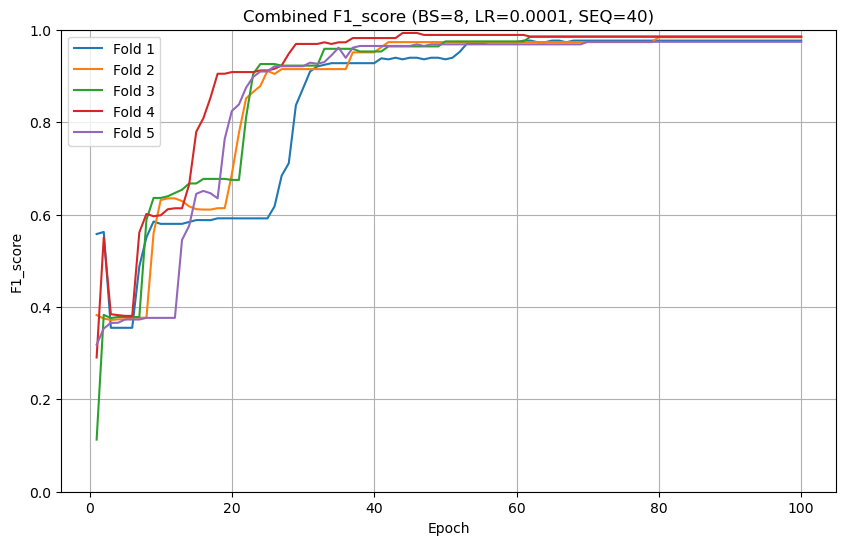 Combined F1_score (BS=8, LR=0.0001, SEQ=40)
Fold 1
Fold 2
Fold 3
Fold 4
Fold 5
F1_score
1.0
0.8
0.6
0.4
0.2
0.0
0 20 40 60 80 100
Epoch